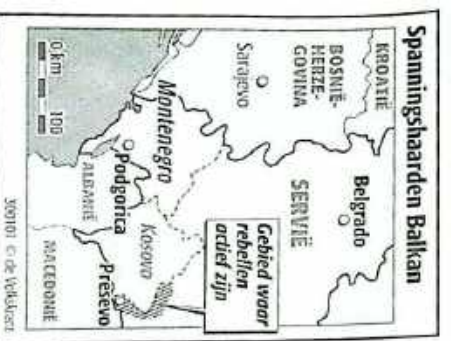 Spanningshaarden Balkan
KROATIË
BOSNIË-
HERZE-
GOVINA
Sarajevo
Belgrado
SERVIË
Montenegro
Podgorica
ALBANIË
Kosovo
Gebied waar
rebellen
actief zijn
Presevo
MACEDONIË
0 km 100
300101 © de Volkskrant